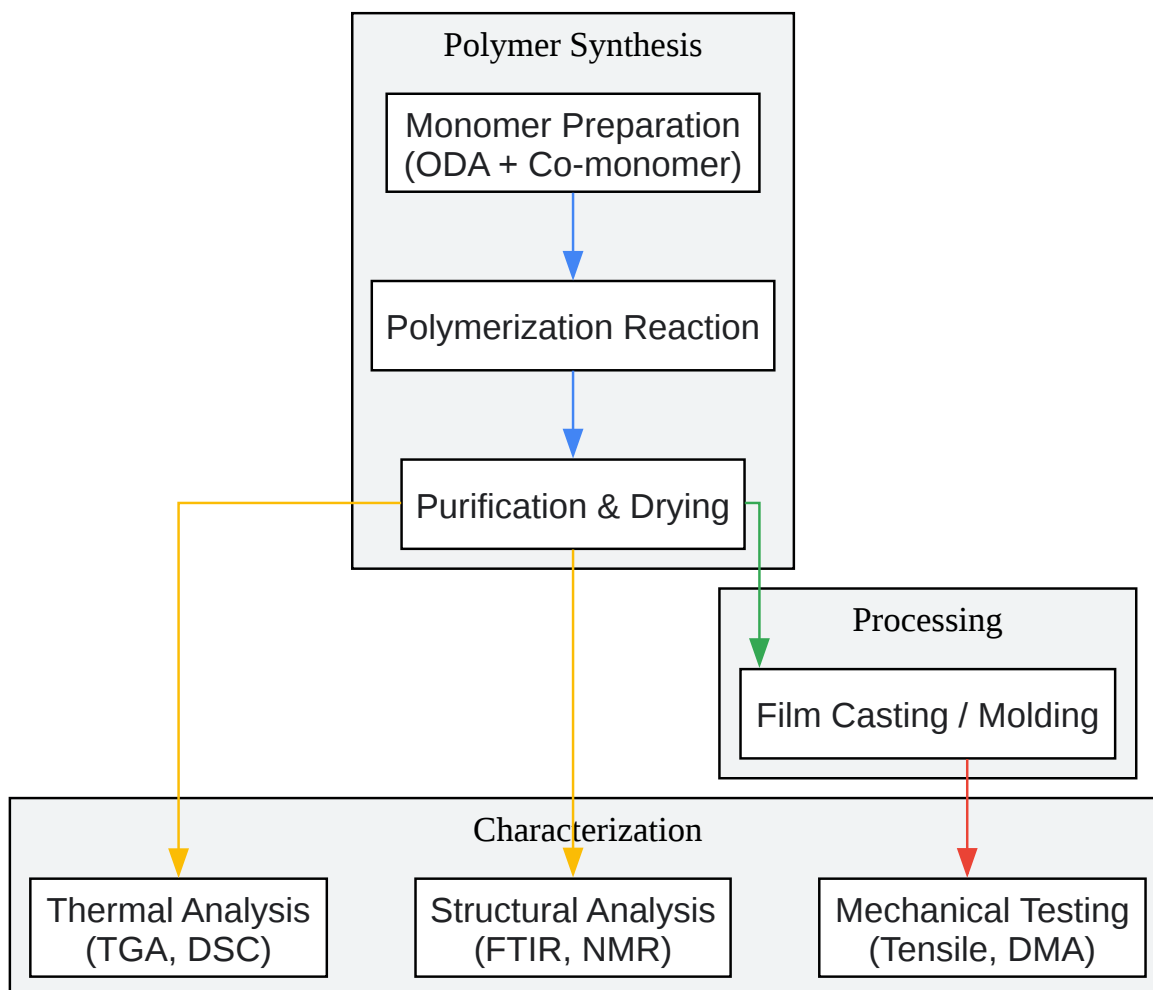 Polymer Synthesis
Monomer Preparation
(ODA + Co-monomer)
Polymerization Reaction
Purification & Drying
Processing
Film Casting / Molding
Characterization
Thermal Analysis
(TGA, DSC)
Structural Analysis
(FTIR, NMR)
Mechanical Testing
(Tensile, DMA)